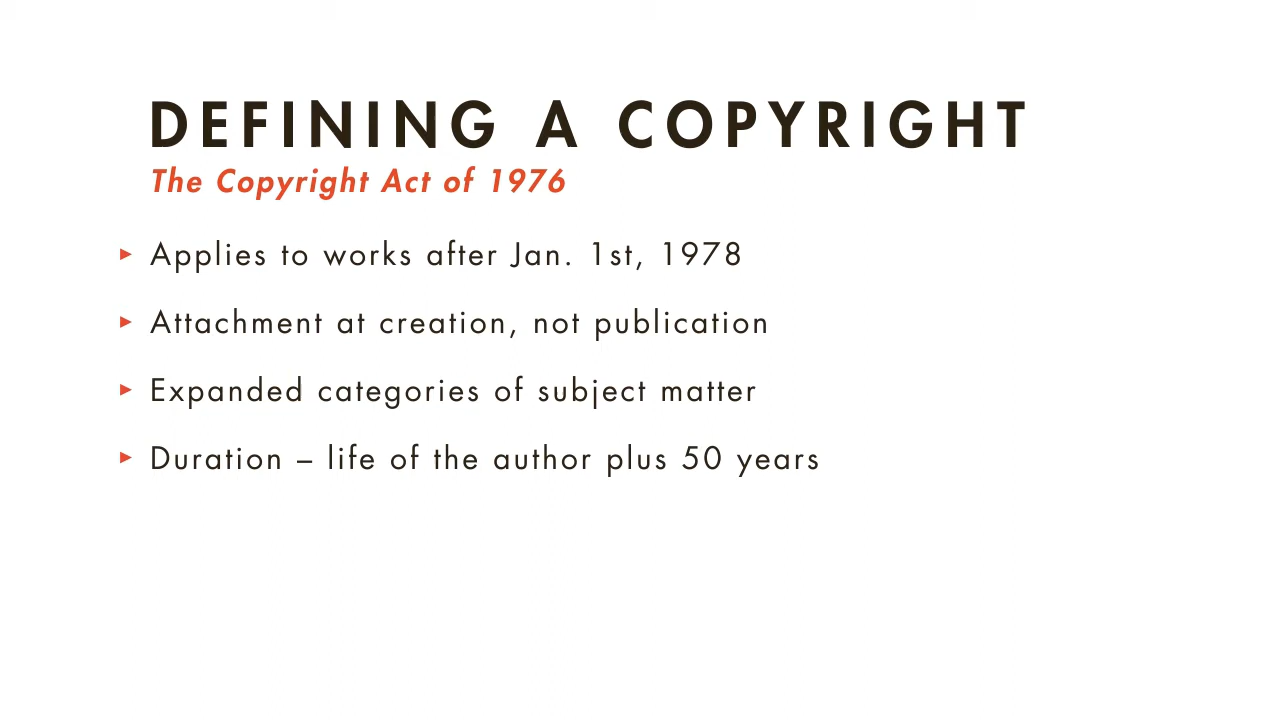 DEFINING A COPYRIGHT
The Copyright Act of 1976
▸ Applies to works after Jan. 1st, 1978
▸ Attachment at creation, not publication
▸ Expanded categories of subject matter
▸ Duration – life of the author plus 50 years